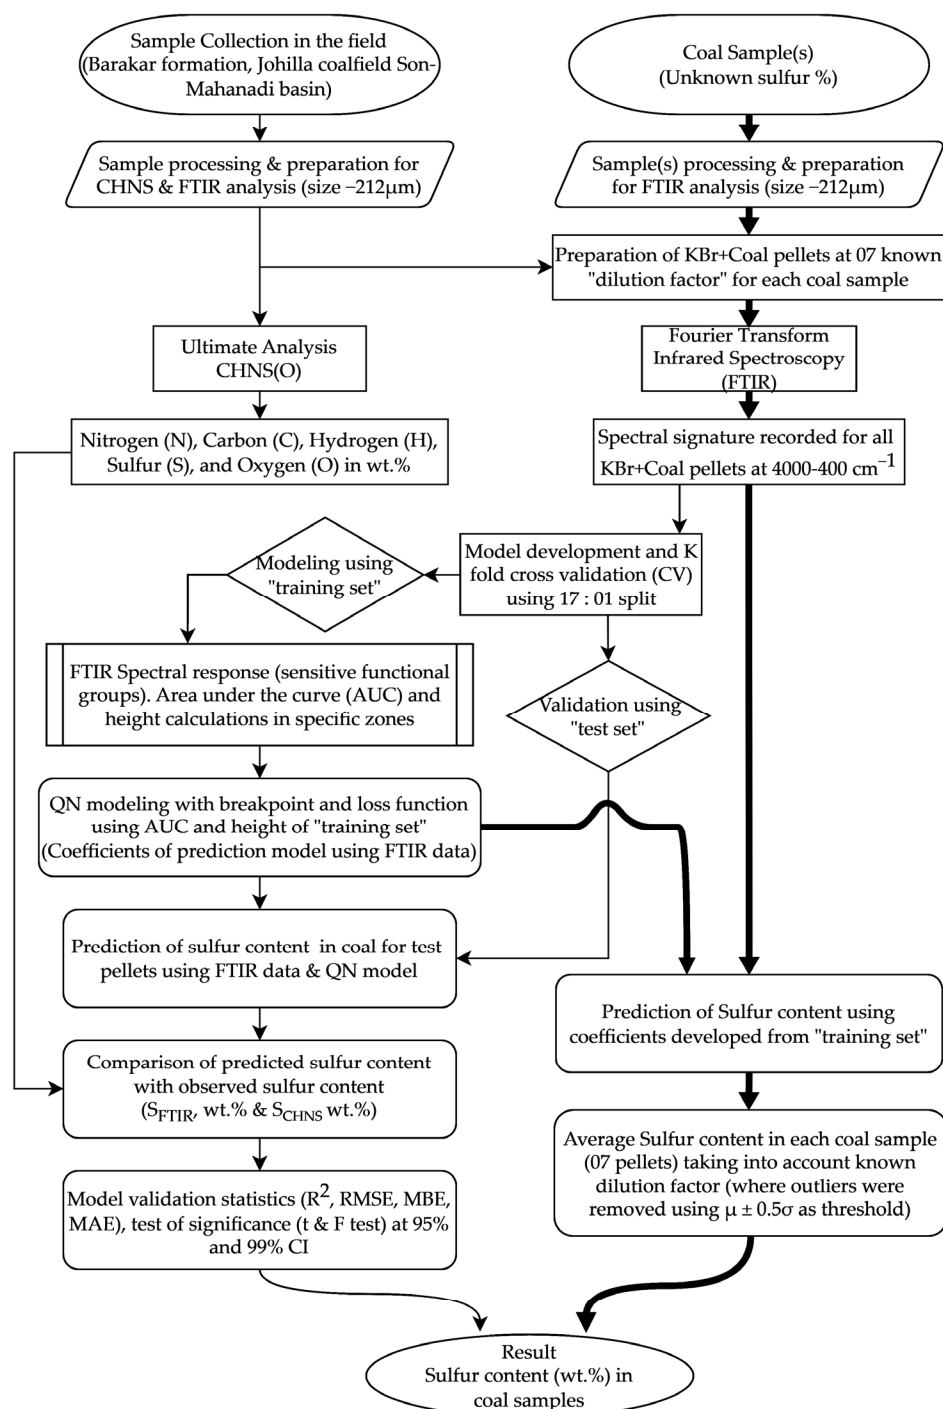 Sample Collection in the field
(Barakar formation, Johilla coalfield Son-
Mahanadi basin)
Coal Sample(s)
(Unknown sulfur %)
Sample processing & preparation for
CHNS & FTIR analysis (size −212μm)
Sample(s) processing & preparation
for FTIR analysis (size −212μm)
Preparation of KBr+Coal pellets at 07 known
"dilution factor" for each coal sample
Ultimate Analysis
CHNS(O)
Fourier Transform
Infrared Spectroscopy
(FTIR)
Nitrogen (N), Carbon (C), Hydrogen (H),
Sulfur (S), and Oxygen (O) in wt.%
Spectral signature recorded for all
KBr+Coal pellets at 4000-400 cm⁻¹
Modeling using
"training set"
Model development and K
fold cross validation (CV)
using 17 : 01 split
FTIR Spectral response (sensitive functional
groups). Area under the curve (AUC) and
height calculations in specific zones
Validation using
"test set"
QN modeling with breakpoint and loss function
using AUC and height of "training set"
(Coefficients of prediction model using FTIR data)
Prediction of sulfur content in coal for test
pellets using FTIR data & QN model
Prediction of Sulfur content using
coefficients developed from "training set"
Comparison of predicted sulfur content
with observed sulfur content
(S_FTIR, wt.% & S_CHNS wt.%)
Average Sulfur content in each coal sample
(07 pellets) taking into account known
dilution factor (where outliers were
removed using μ ± 0.5σ as threshold)
Model validation statistics (R², RMSE, MBE,
MAE), test of significance (t & F test) at 95%
and 99% CI
Result
Sulfur content (wt.%) in
coal samples